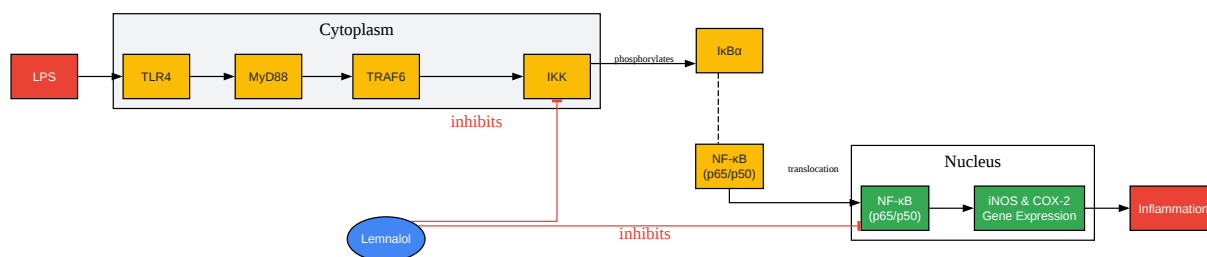 Cytoplasm
LPS
TLR4
MyD88
TRAF6
IKK
phosphorylates
IκBα
inhibits
NF-κB
(p65/p50)
translocation
Nucleus
NF-κB
(p65/p50)
iNOS & COX-2
Gene Expression
Inflammation
Lemnalol
inhibits